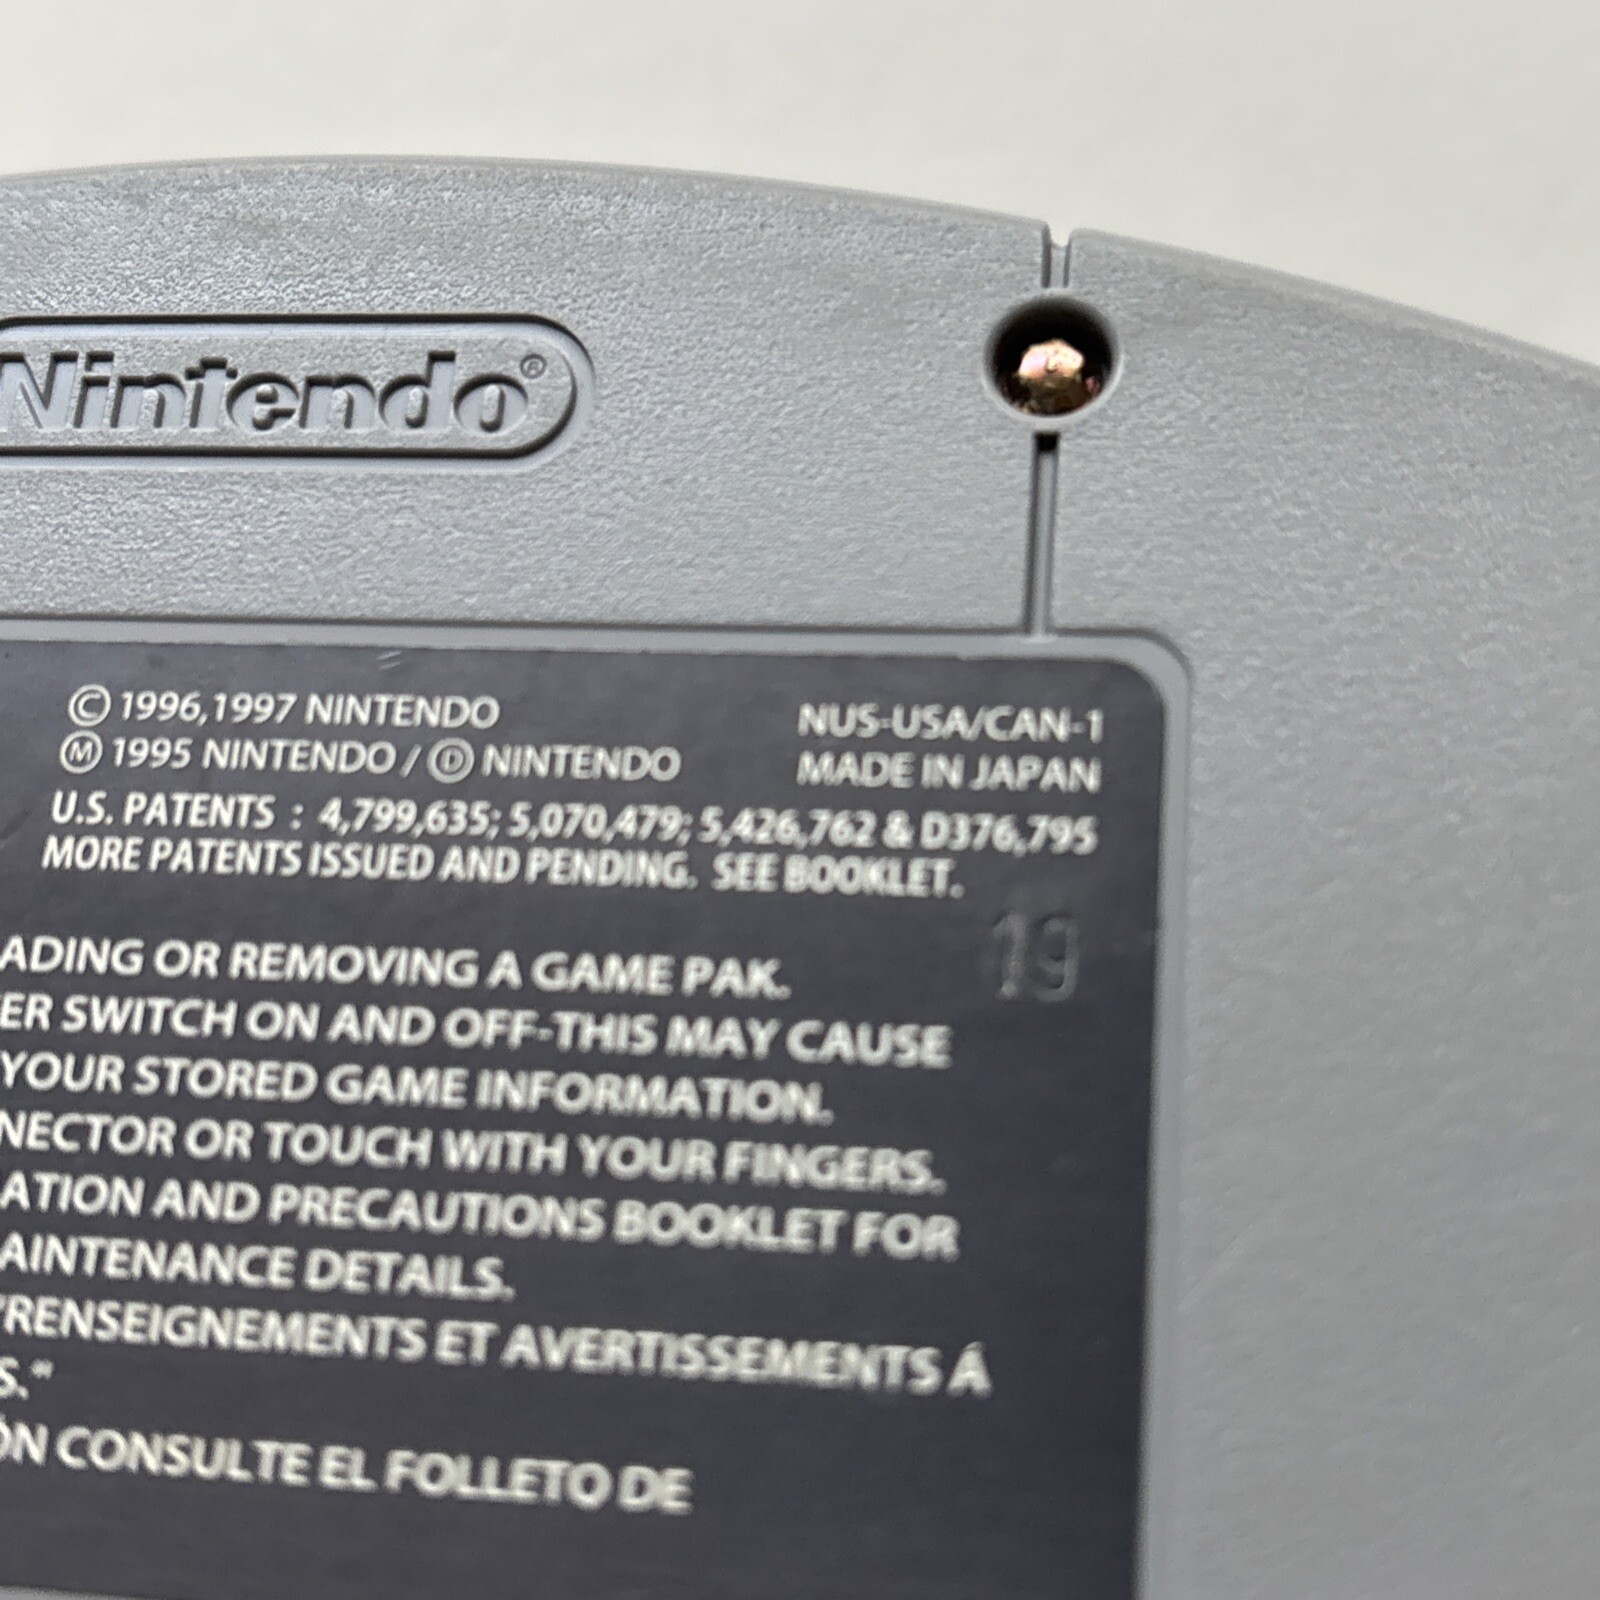 Nintendo®
© 1996,1997 NINTENDO
NUS-USA/CAN-1
Ⓜ 1995 NINTENDO / Ⓓ NINTENDO
MADE IN JAPAN
U.S. PATENTS : 4,799,635; 5,070,479; 5,426,762 & D376,795
MORE PATENTS ISSUED AND PENDING. SEE BOOKLET.
19
ADING OR REMOVING A GAME PAK.
ER SWITCH ON AND OFF-THIS MAY CAUSE
YOUR STORED GAME INFORMATION.
NECTOR OR TOUCH WITH YOUR FINGERS.
ATION AND PRECAUTIONS BOOKLET FOR
AINTENANCE DETAILS.
"RENSEIGNEMENTS ET AVERTISSEMENTS Á
S."
ÓN CONSULTE EL FOLLETO DE